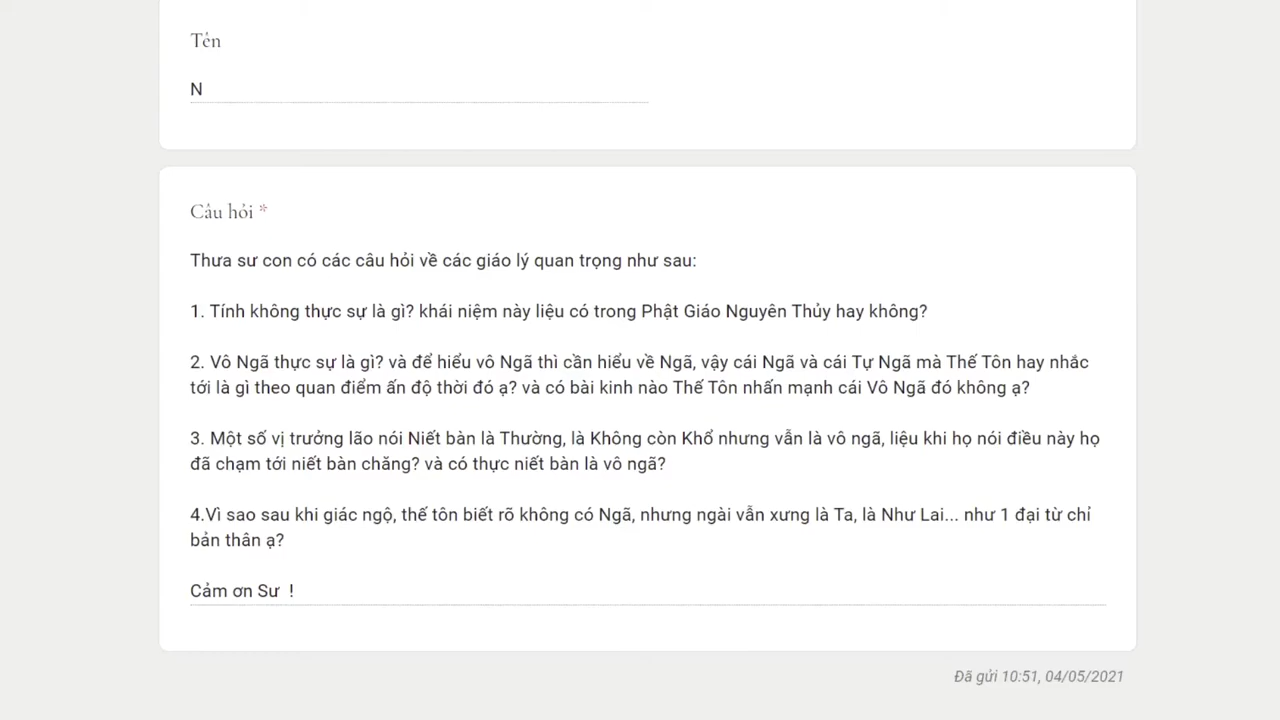 Tên
N
Câu hỏi *
Thưa sư con có các câu hỏi về các giáo lý quan trọng như sau:
1. Tính không thực sự là gì? khái niệm này liệu có trong Phật Giáo Nguyên Thủy hay không?
2. Vô Ngã thực sự là gì? và để hiểu vô Ngã thì cần hiểu về Ngã, vậy cái Ngã và cái Tự Ngã mà Thế Tôn hay nhắc
tới là gì theo quan điểm ấn độ thời đó ạ? và có bài kinh nào Thế Tôn nhấn mạnh cái Vô Ngã đó không ạ?
3. Một số vị trưởng lão nói Niết bàn là Thường, là Không còn Khổ nhưng vẫn là vô ngã, liệu khi họ nói điều này họ
đã chạm tới niết bàn chăng? và có thực niết bàn là vô ngã?
4.Vì sao sau khi giác ngộ, thế tôn biết rõ không có Ngã, nhưng ngài vẫn xưng là Ta, là Như Lai... như 1 đại từ chỉ
bản thân ạ?
Cảm ơn Sư  !
Đã gửi 10:51, 04/05/2021